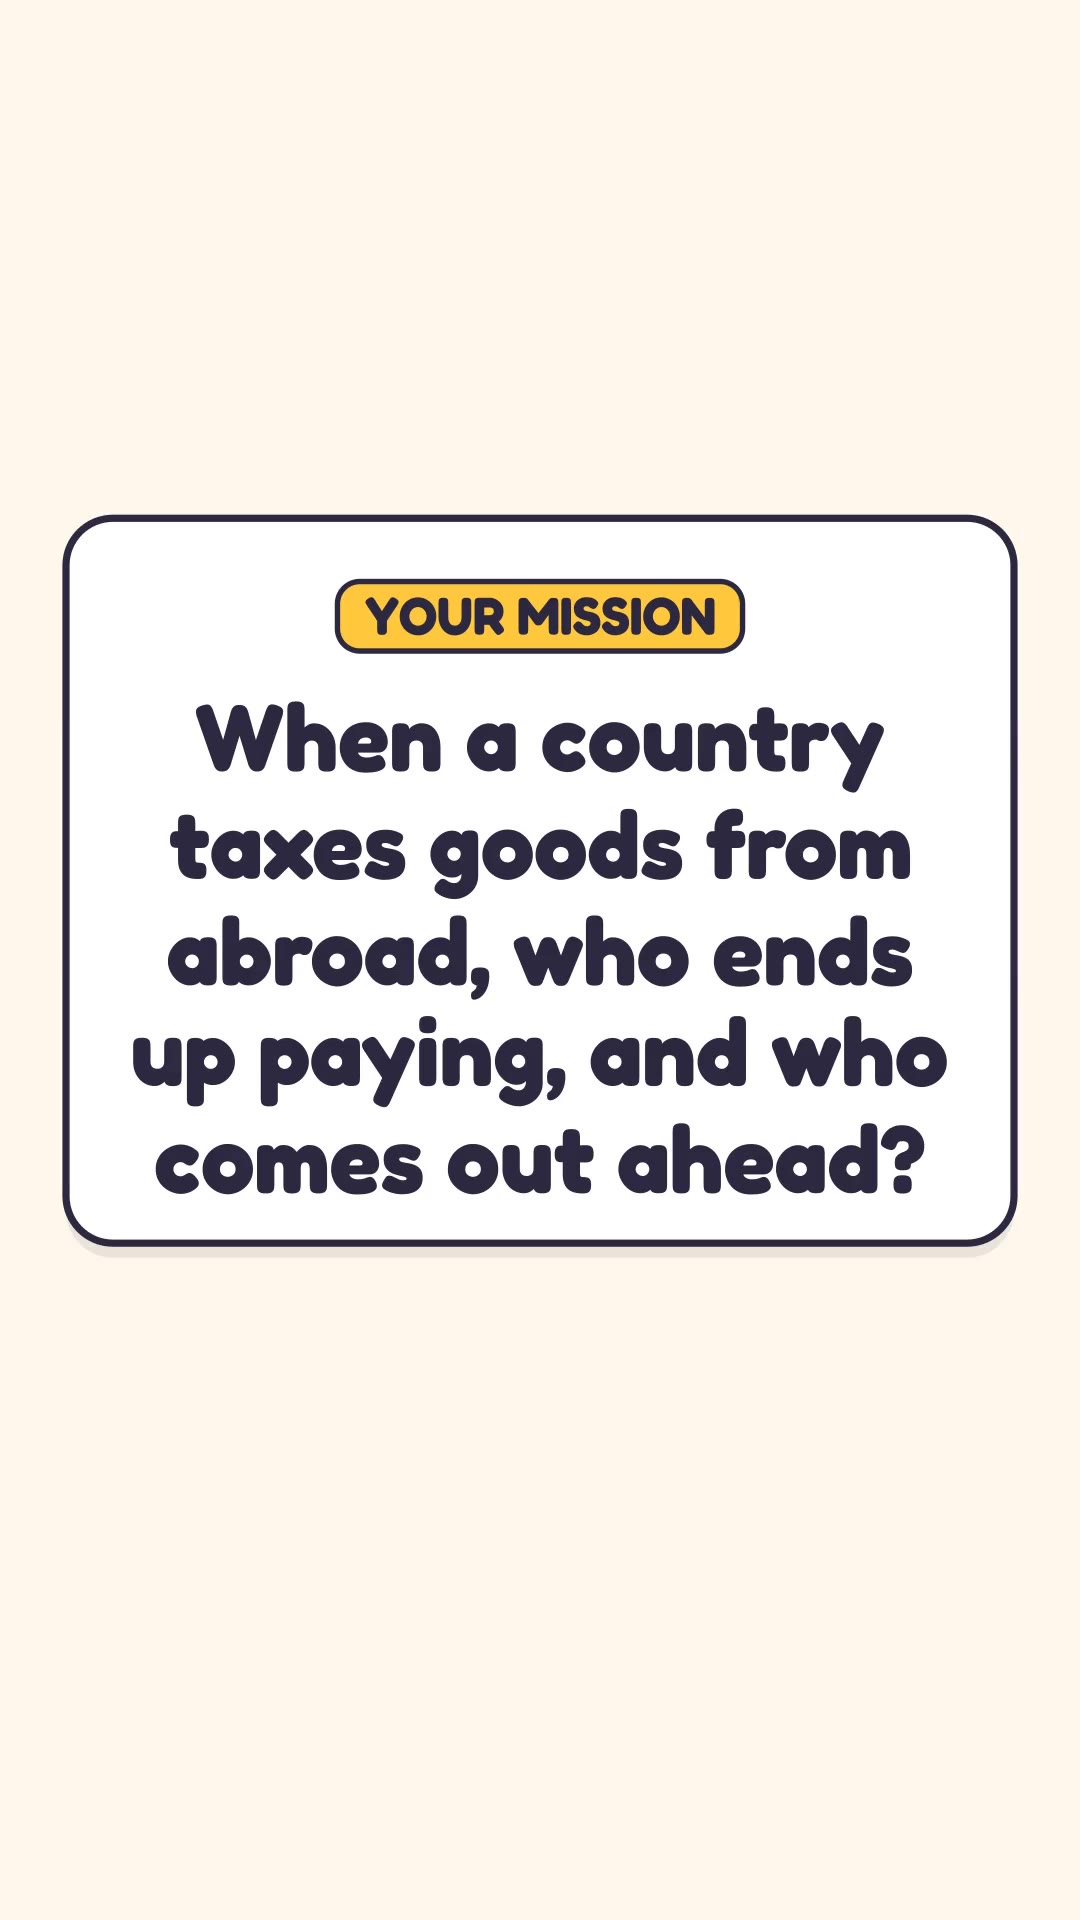 YOUR MISSION
When a country
taxes goods from
abroad, who ends
up paying, and who
comes out ahead?